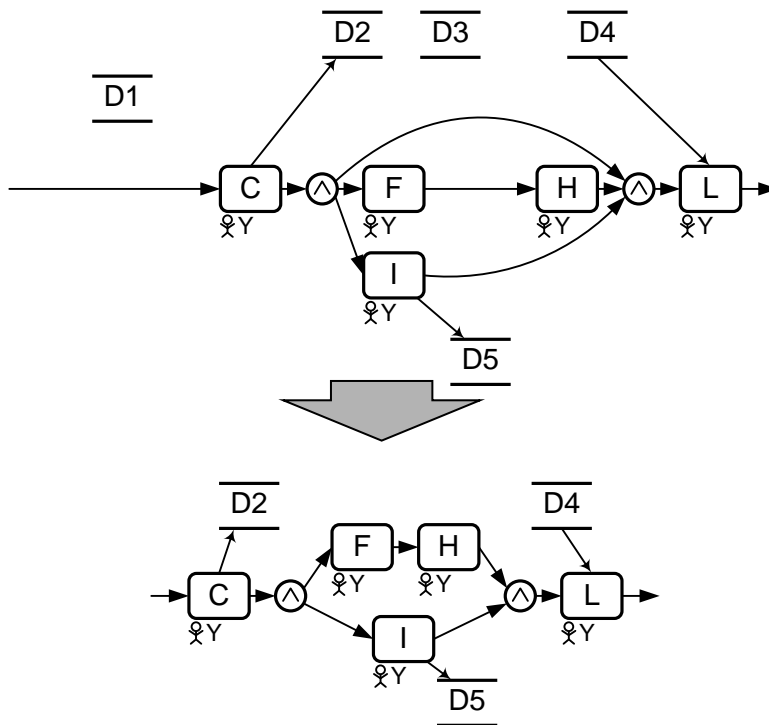 D2 D3 D4
D1
C ∧ F H ∧ L
Y Y Y Y
I
Y
D5
D2 D4
F H
Y Y
C ∧ ∧ L
Y Y
I
Y
D5